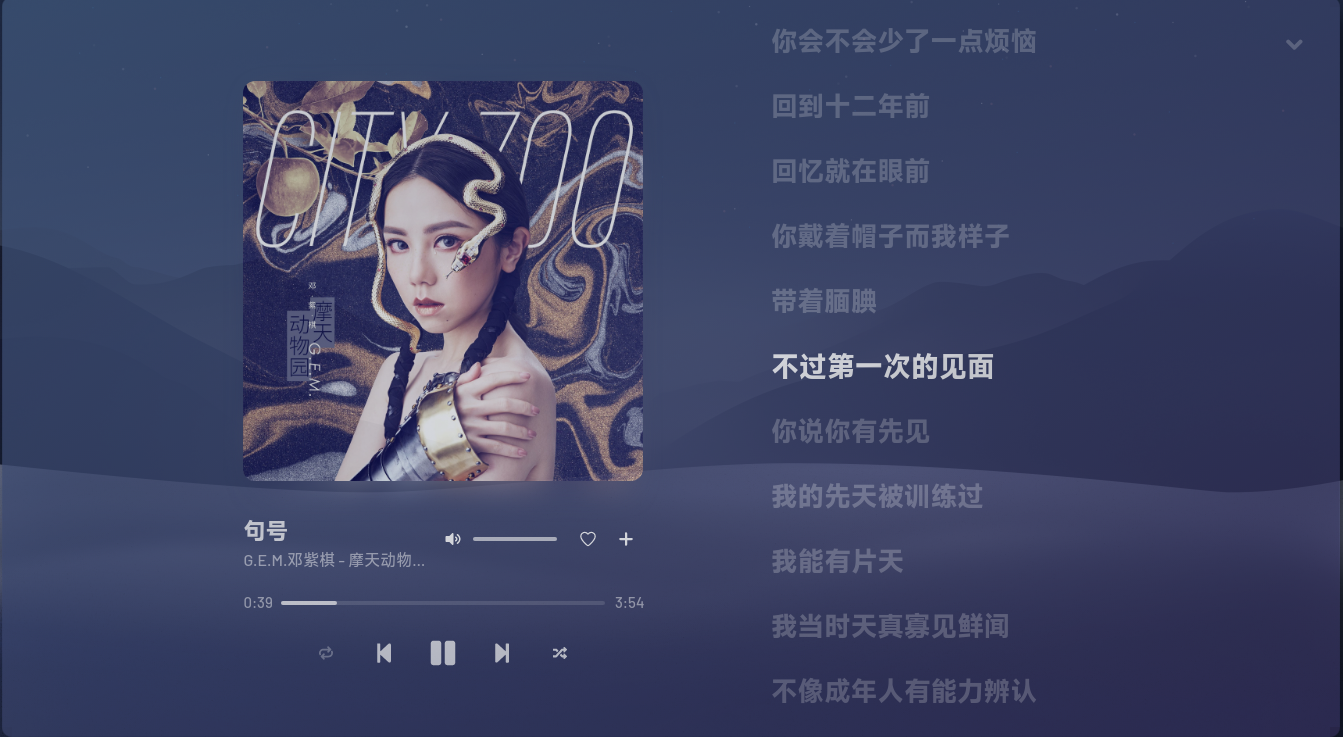 CITY ZOO
邓紫棋
摩天
动物园
G.E.M.
句号
G.E.M.邓紫棋 - 摩天动物...
0:39
3:54
你会不会少了一点烦恼
回到十二年前
回忆就在眼前
你戴着帽子而我样子
带着腼腆
不过第一次的见面
你说你有先见
我的先天被训练过
我能有片天
我当时天真寡见鲜闻
不像成年人有能力辨认